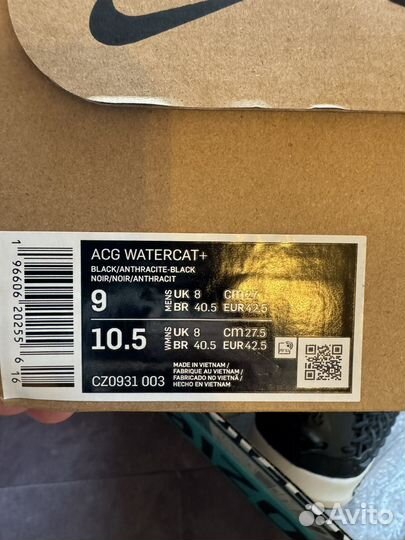 ACG WATERCAT+
BLACK/ANTHRACITE-BLACK
NOIR/NOIR/ANTHRACIT
9 MENS UK 8 cm 27
BR 40.5 EUR 42.5
10.5 WMNS UK 8 cm 27.5
BR 40.5 EUR 42.5
MADE IN VIETNAM /
FABRIQUE AU VIETNAM /
FABRICADO NO VIETNÃ /
HECHO EN VIETNAM
CZ0931 003
1 96606 20255 6 16
Avito